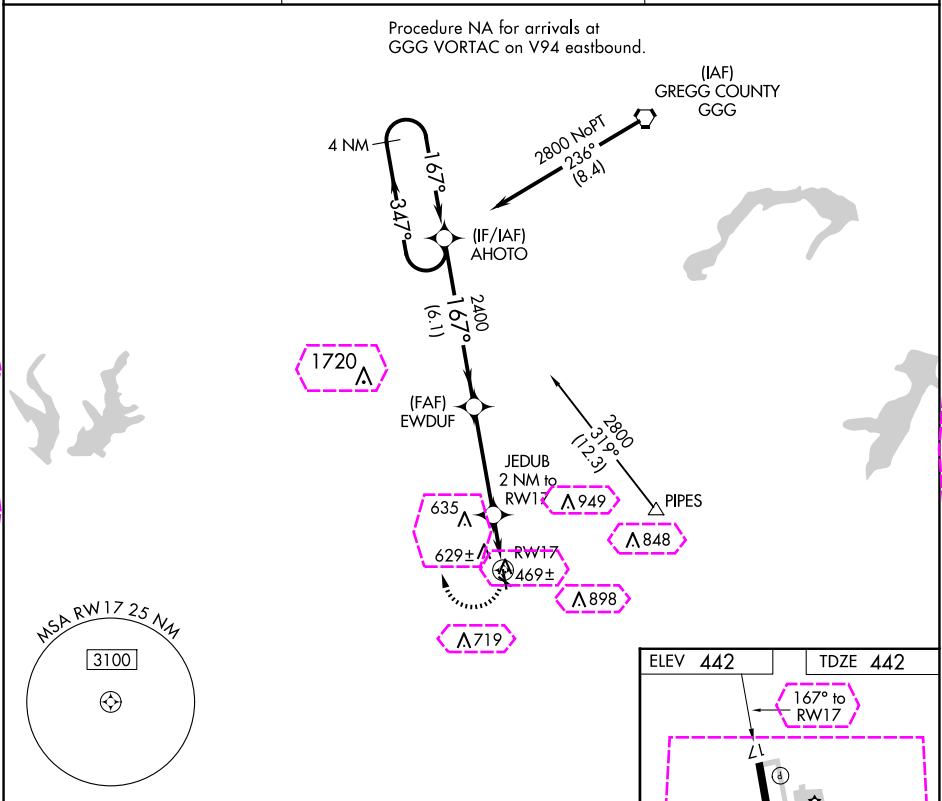 Procedure NA for arrivals at
GGG VORTAC on V94 eastbound.
(IAF)
GREGG COUNTY
GGG
2800 NoPT
236°
(8.4)
4 NM
167°
347°
(IF/IAF)
AHOTO
2400
167°
(6.1)
1720
(FAF)
EWDUF
2800
319°
(12.3)
JEDUB
2 NM to
RW17
949
PIPES
635
848
629±
RW17
469±
898
719
MSA RW17 25 NM
3100
ELEV 442
TDZE 442
167° to
RW17
17
P